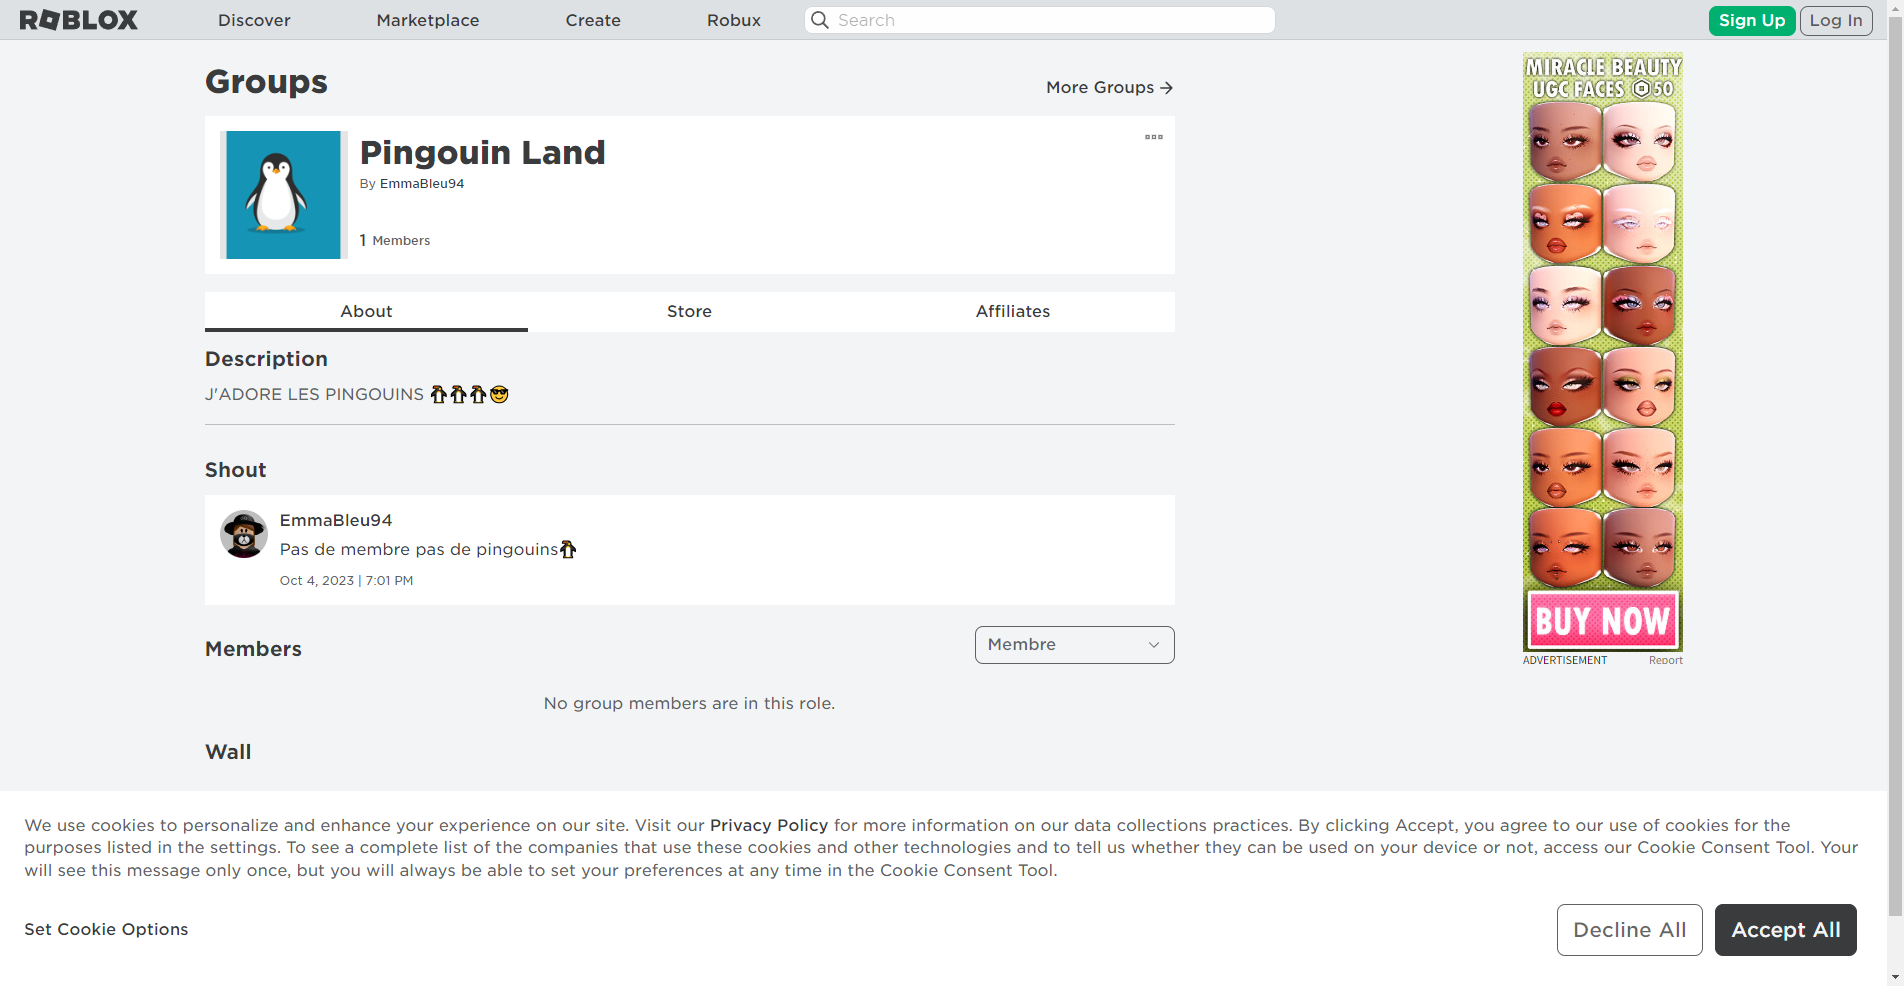 ROBLOX
Discover
Marketplace
Create
Robux
Search
Sign Up
Log In
Groups
More Groups →
Pingouin Land
By EmmaBleu94
1 Members
About
Store
Affiliates
Description
J'ADORE LES PINGOUINS 🐧🐧🐧😎
Shout
EmmaBleu94
Pas de membre pas de pingouins🐧
Oct 4, 2023 | 7:01 PM
Members
Membre
No group members are in this role.
Wall
MIRACLE BEAUTY
UGC FACES 50
BUY NOW
ADVERTISEMENT
Report
We use cookies to personalize and enhance your experience on our site. Visit our Privacy Policy for more information on our data collections practices. By clicking Accept, you agree to our use of cookies for the
purposes listed in the settings. To see a complete list of the companies that use these cookies and other technologies and to tell us whether they can be used on your device or not, access our Cookie Consent Tool. Your
will see this message only once, but you will always be able to set your preferences at any time in the Cookie Consent Tool.
Set Cookie Options
Decline All
Accept All